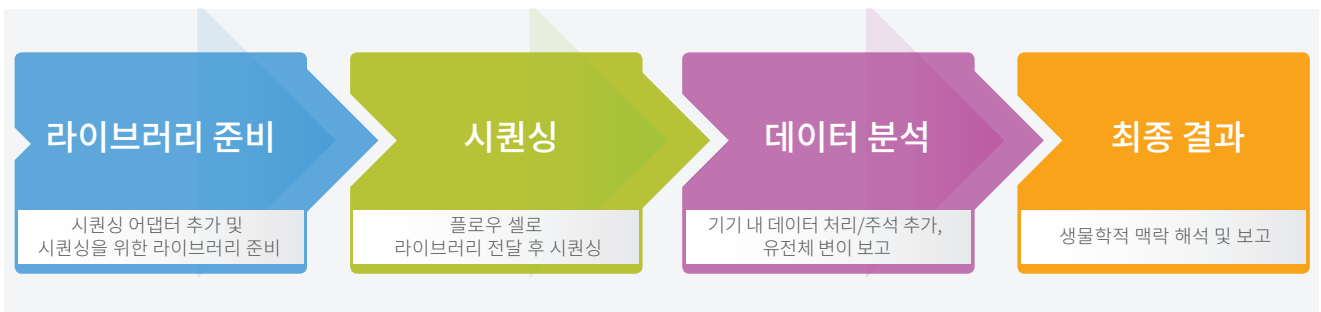 라이브러리 준비
시퀀싱 어댑터 추가 및
시퀀싱을 위한 라이브러리 준비
시퀀싱
플로우 셀로
라이브러리 전달 후 시퀀싱
데이터 분석
기기 내 데이터 처리/주석 추가,
유전체 변이 보고
최종 결과
생물학적 맥락 해석 및 보고